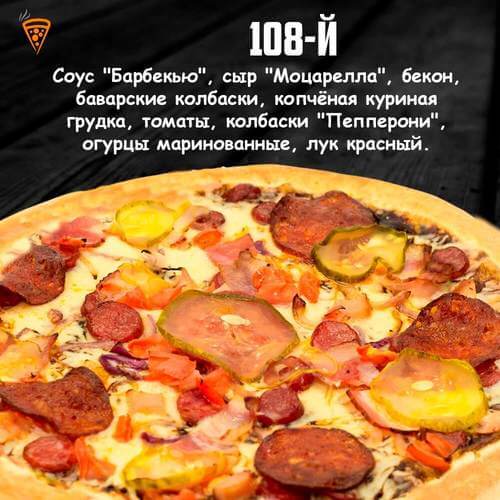 108-Й
Соус "Барбекью", сыр "Моцарелла", бекон,
баварские колбаски, копчёная куриная
грудка, томаты, колбаски "Пепперони",
огурцы маринованные, лук красный.